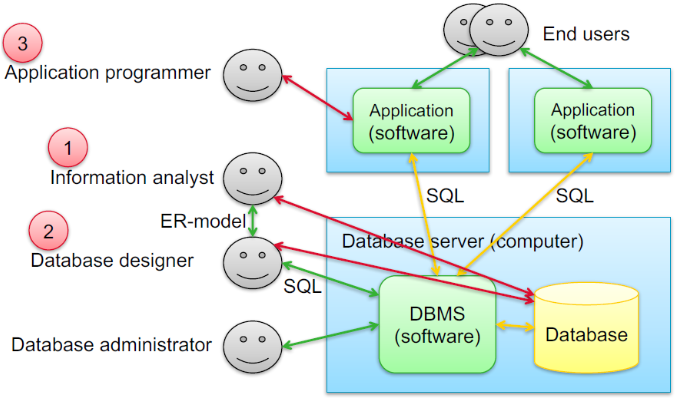 3
Application programmer
End users
Application
(software)
Application
(software)
1
Information analyst
SQL
SQL
ER-model
2
Database designer
Database server (computer)
SQL
DBMS
(software)
Database
Database administrator